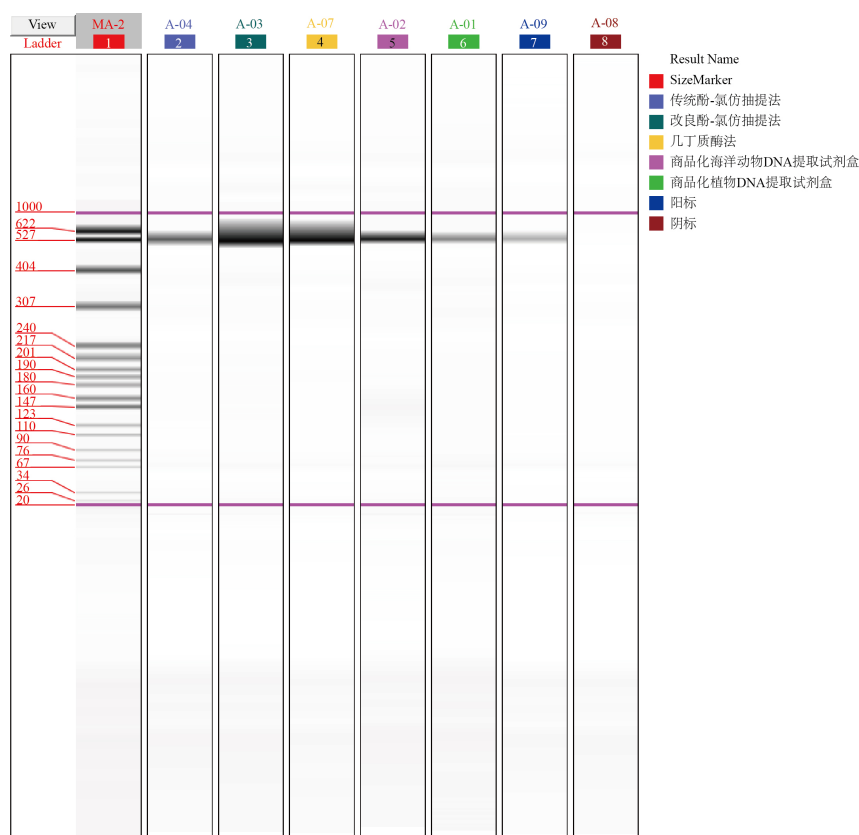 View MA-2 A-04 A-03 A-07 A-02 A-01 A-09 A-08
Ladder 1 2 3 4 5 6 7 8
Result Name
SizeMarker
传统酚-氯仿抽提法
改良酚-氯仿抽提法
几丁质酶法
商品化海洋动物DNA提取试剂盒
商品化植物DNA提取试剂盒
阳标
阴标
1000
622
527
404
307
240
217
201
190
180
160
147
123
110
90
76
67
34
26
20